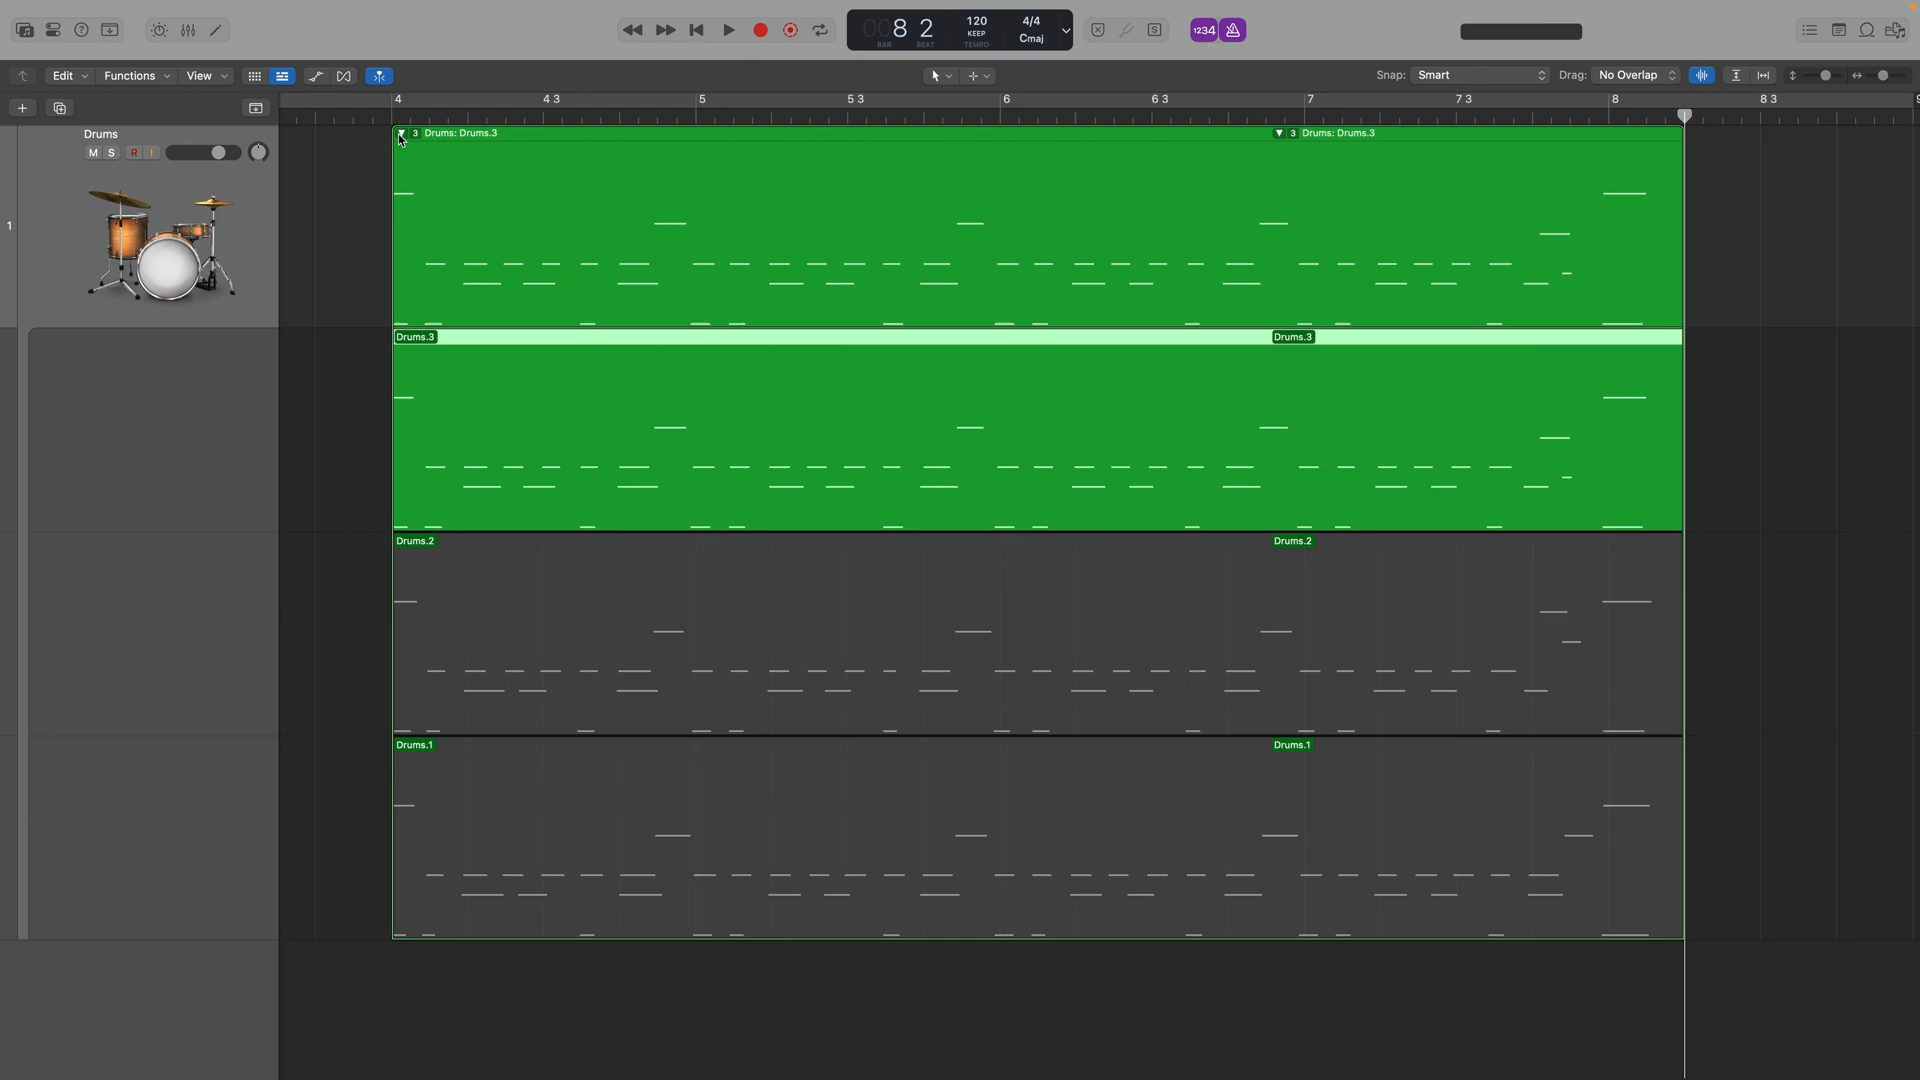 008 2
BAR
BEAT
120
KEEP
TEMPO
4/4
Cmaj
S
1234
Edit
Functions
View
Snap: Smart
Drag: No Overlap
4
4 3
5
5 3
6
6 3
7
7 3
8
8 3
9
Drums
M S R I
1
3 Drums: Drums.3
3 Drums: Drums.3
Drums.3
Drums.3
Drums.2
Drums.2
Drums.1
Drums.1